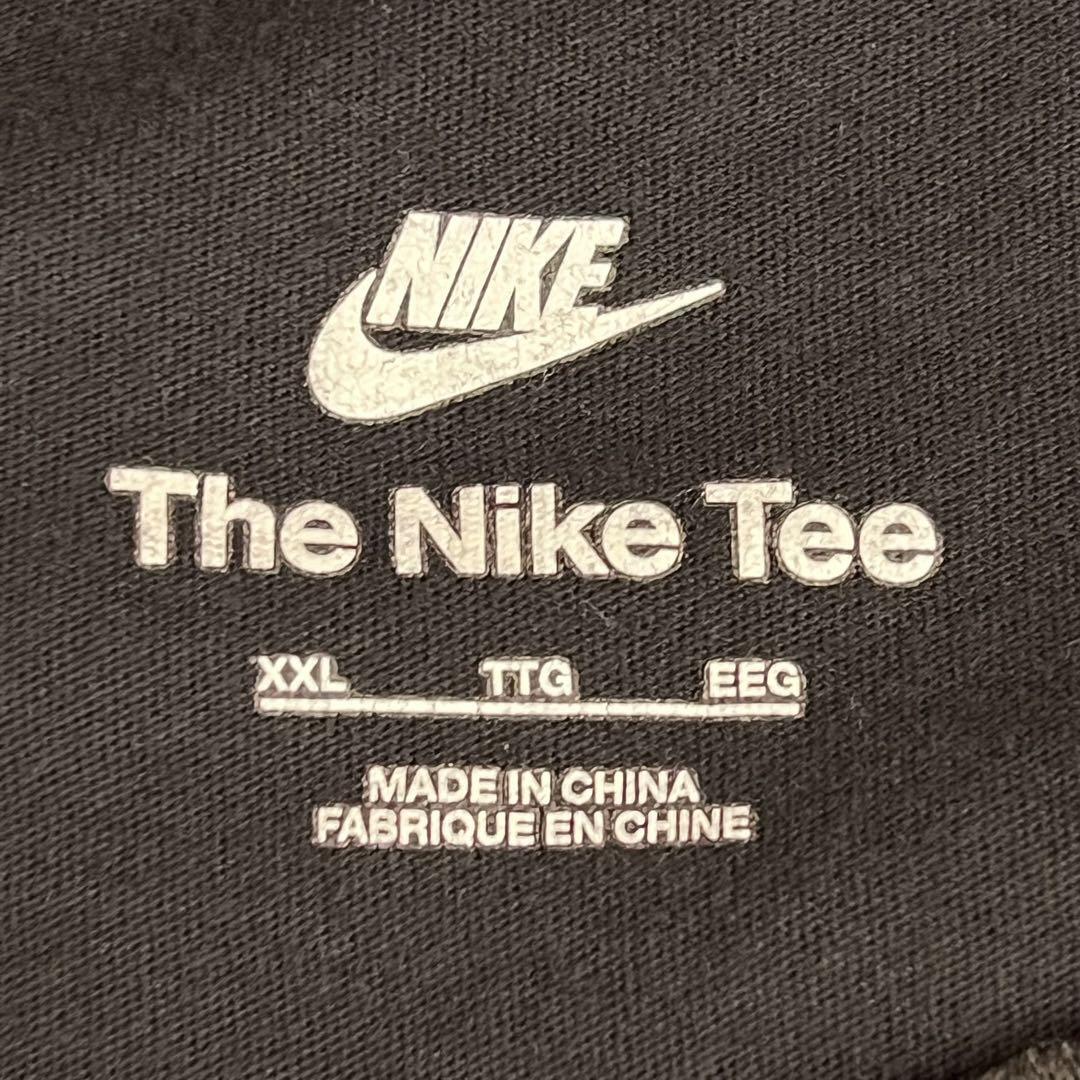 NIKE
The Nike Tee
XXL TTG EEG
MADE IN CHINA
FABRIQUE EN CHINE